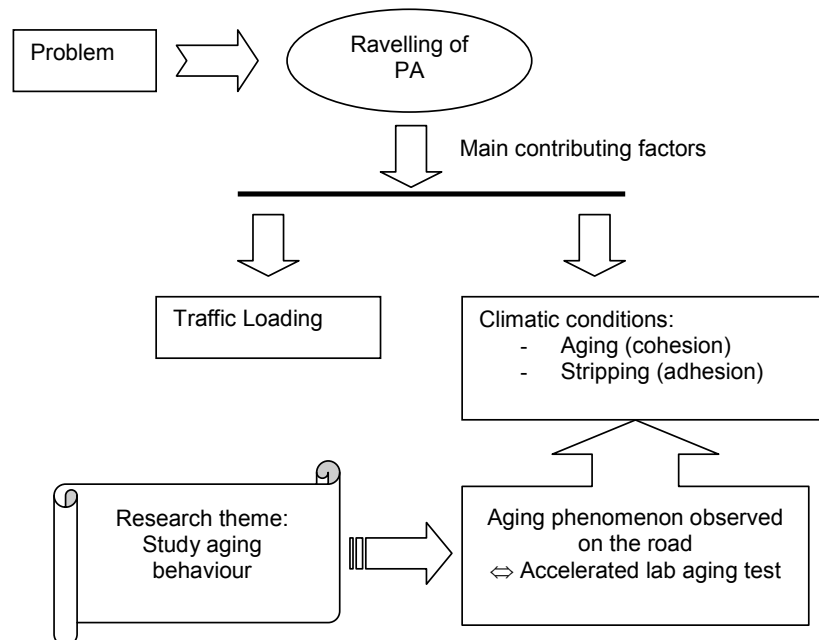 Problem
Ravelling of
PA
Main contributing factors
Traffic Loading
Climatic conditions:
- Aging (cohesion)
- Stripping (adhesion)
Research theme:
Study aging
behaviour
Aging phenomenon observed
on the road
⇔ Accelerated lab aging test